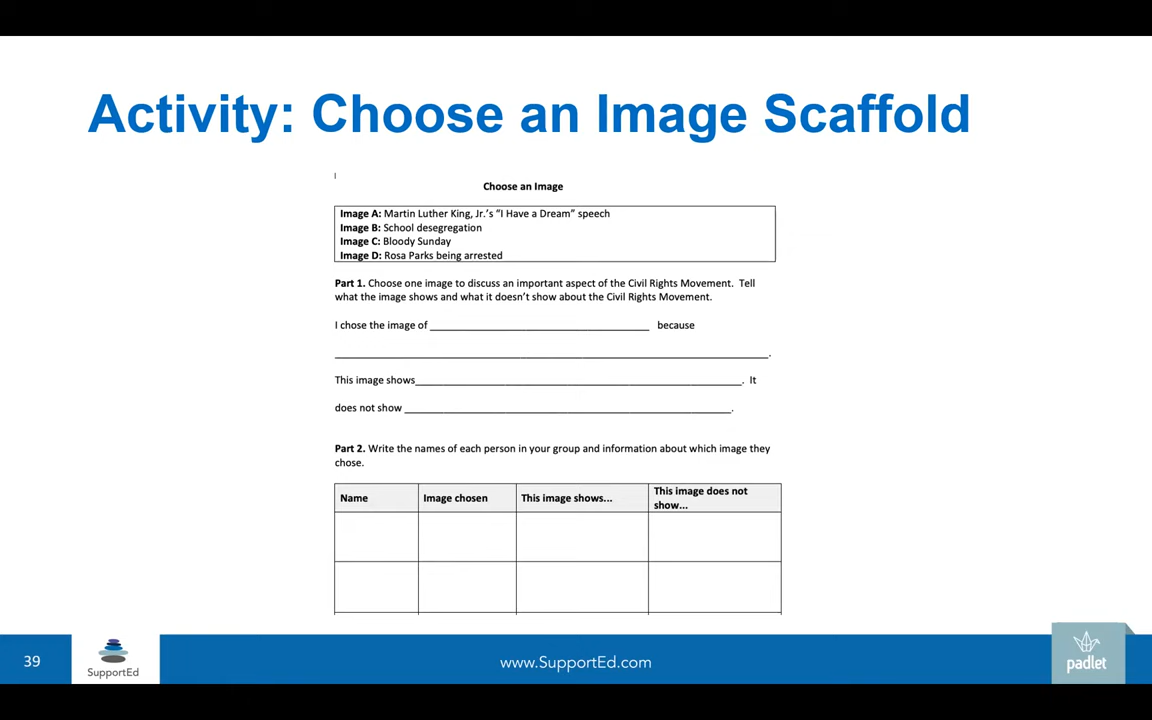 Activity: Choose an Image Scaffold
Choose an Image
Image A: Martin Luther King, Jr.'s "I Have a Dream" speech
Image B: School desegregation
Image C: Bloody Sunday
Image D: Rosa Parks being arrested
Part 1. Choose one image to discuss an important aspect of the Civil Rights Movement.  Tell
what the image shows and what it doesn't show about the Civil Rights Movement.
I chose the image of ______________________________________ because
___________________________________________________________________________.
This image shows_________________________________________________________. It
does not show _________________________________________________________.
Part 2. Write the names of each person in your group and information about which image they
chose.
Name Image chosen This image shows... This image does not
show...
39
SupportEd
www.SupportEd.com
padlet